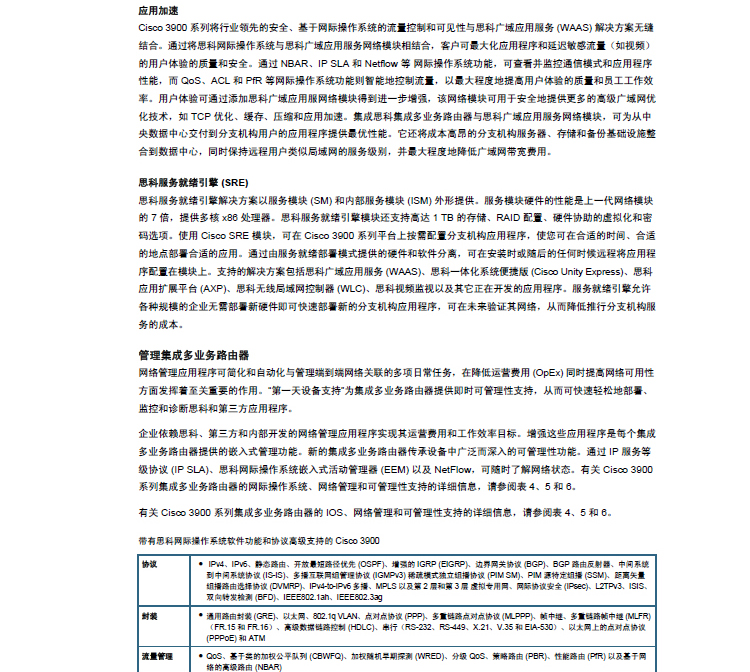 应用加速
Cisco 3900 系列将行业领先的安全、基于网际操作系统的流量控制和可见性与思科广域应用服务 (WAAS) 解决方案无缝
结合。通过将思科网际操作系统与思科广域应用服务网络模块相结合，客户可最大化应用程序和延迟敏感流量（如视频）
的用户体验的质量和安全。通过 NBAR、IP SLA 和 Netflow 等 网际操作系统功能，可查看并监控通信模式和应用程序
性能，而 QoS、ACL 和 PfR 等网际操作系统功能则智能地控制流量，以最大程度地提高用户体验的质量和员工工作效
率。用户体验可通过添加思科广域应用服网络模块得到进一步增强，该网络模块可用于安全地提供更多的高级广域网优
化技术，如 TCP 优化、缓存、压缩和应用加速。集成思科集成多业务路由器与思科广域应用服务网络模块，可为从中
央数据中心交付到分支机构用户的应用程序提供最优性能。它还将成本高昂的分支机构服务器、存储和备份基础设施整
合到数据中心，同时保持远程用户类似局域网的服务级别，并最大程度地降低广域网带宽费用。
思科服务就绪引擎 (SRE)
思科服务就绪引擎解决方案以服务模块 (SM) 和内部服务模块 (ISM) 外形提供。服务模块硬件的性能是上一代网络模块
的 7 倍，提供多核 x86 处理器。思科服务就绪引擎模块还支持高达 1 TB 的存储、RAID 配置、硬件协助的虚拟化和密
码选项。使用 Cisco SRE 模块，可在 Cisco 3900 系列平台上按需配置分支机构应用程序，使您可在合适的时间、合适
的地点部署合适的应用。通过由服务就绪部署模式提供的硬件和软件分离，可在安装时或随后的任何时候远程将应用程
序配置在模块上。支持的解决方案包括思科广域应用服务 (WAAS)、思科一体化系统便捷版 (Cisco Unity Express)、思科
应用扩展平台 (AXP)、思科无线局域网控制器 (WLC)、思科视频监视以及其它正在开发的应用程序。服务就绪引擎允许
各种规模的企业无需部署新硬件即可快速部署新的分支机构应用程序，可在未来验证其网络，从而降低推行分支机构服
务的成本。
管理集成多业务路由器
网络管理应用程序可简化和自动化与管理端到端网络关联的多项日常任务，在降低运营费用 (OpEx) 同时提高网络可用性
方面发挥着至关重要的作用。"第一天设备支持"为集成多业务路由器提供即时可管理性支持，从而可快速轻松地部署、
监控和诊断思科和第三方应用程序。
企业依赖思科、第三方和内部开发的网络管理应用程序实现其运营费用和工作效率目标。增强这些应用程序是每个集成
多业务路由器提供的嵌入式管理功能。新的集成多业务路由器传承设备中广泛而深入的可管理性功能。通过 IP 服务等
级协议 (IP SLA)、思科网际操作系统嵌入式活动管理器 (EEM) 以及 NetFlow，可随时了解网络状态。有关 Cisco 3900
系列集成多业务路由器的网际操作系统、网络管理和可管理性支持的详细信息，请参阅表 4、5 和 6。
有关 Cisco 3900 系列集成多业务路由器的 IOS、网络管理和可管理性支持的详细信息，请参阅表 4、5 和 6。
带有思科网际操作系统软件功能和协议高级支持的 Cisco 3900
协议
● IPv4、IPv6、静态路由、开放最短路径优先 (OSPF)、增强的 IGRP (EIGRP)、边界网关协议 (BGP)、BGP 路由反射器、中间系统
到中间系统协议 (IS-IS)、多播互联网组管理协议 (IGMPv3) 稀疏模式独立组播协议 (PIM SM)、PIM 源特定组播 (SSM)、距离矢量
组播路由选择协议 (DVMRP)、IPv4-to-IPv6 多播、MPLS 以及第 2 层和第 3 层 虚拟专用网、网际协议安全 (IPsec)、L2TPv3、ISIS、
双向转发检测 (BFD)、IEEE802.1ah、IEEE802.3ag
封装
● 通用路由封装 (GRE)、以太网、802.1q VLAN、点对点协议 (PPP)、多重链路点对点协议 (MLPPP)、帧中继、多重链路帧中继 (MLFR)
（FR.15 和 FR.16）、高级数据链路控制 (HDLC)、串行（RS-232、RS-449、X.21、V.35 和 EIA-530）、以太网上的点对点协议
(PPPoE) 和 ATM
流量管理
● QoS、基于类的加权公平队列 (CBWFQ)、加权随机早期探测 (WRED)、分级 QoS、策略路由 (PBR)、性能路由 (PfR) 以及基于网
络的高级路由 (NBAR)